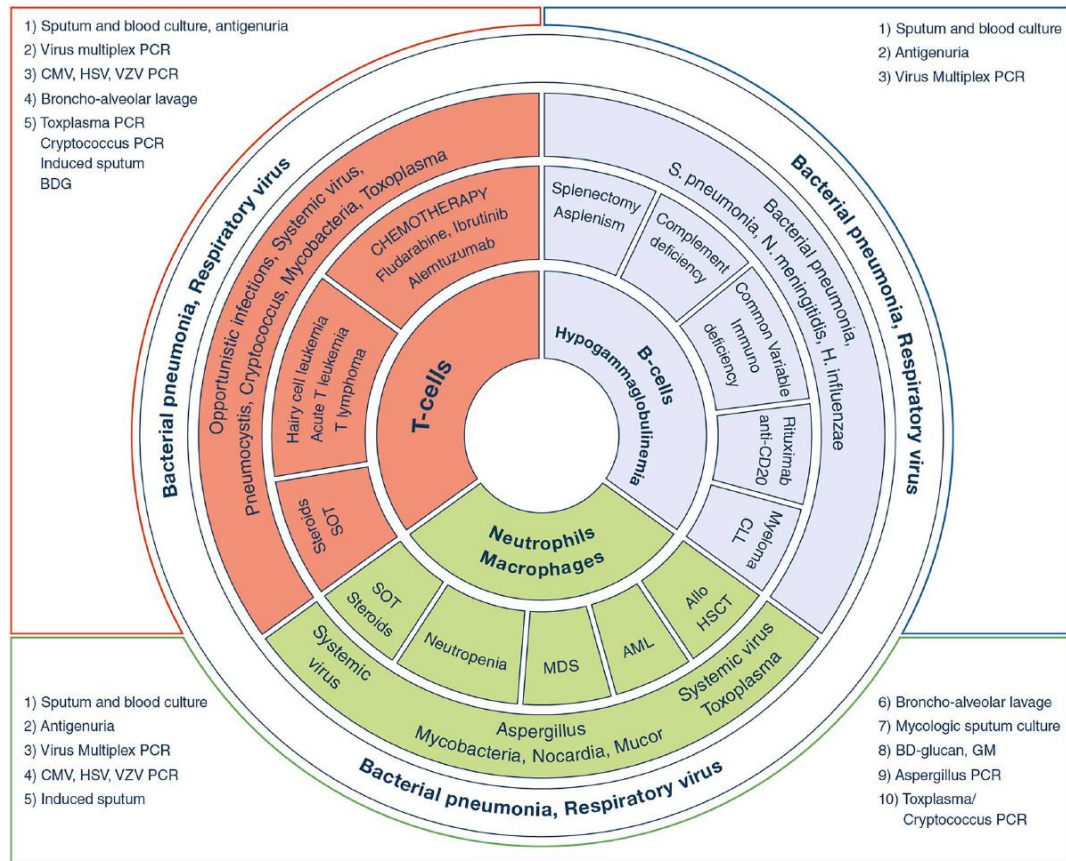 1) Sputum and blood culture, antigenuria
2) Virus multiplex PCR
3) CMV, HSV, VZV PCR
4) Broncho-alveolar lavage
5) Toxplasma PCR
Cryptococcus PCR
Induced sputum
BDG
1) Sputum and blood culture
2) Antigenuria
3) Virus Multiplex PCR
Bacterial pneumonia, Respiratory virus
Opportunistic infections, Systemic virus,
Pneumocystis, Cryptococcus, Mycobacteria, Toxoplasma
CHEMOTHERAPY
Fludarabine, Ibrutinib
Alemtuzumab
Hairy cell leukemia
Acute T leukemia
T lymphoma
Steroids
SOT
T-cells
Bacterial pneumonia, Respiratory virus
Bacterial pneumonia,
S. pneumonia, N. meningitidis, H. influenzae
Splenectomy
Asplenism
Complement
deficiency
Common Variable
Immuno
deficiency
Rituximab
anti-CD20
Myeloma
CLL
B-cells
Hypogammaglobulinemia
Neutrophils
Macrophages
SOT
Steroids
Neutropenia
MDS
AML
Allo
HSCT
Systemic
virus
Aspergillus
Mycobacteria, Nocardia, Mucor
Systemic virus
Toxoplasma
Bacterial pneumonia, Respiratory virus
1) Sputum and blood culture
2) Antigenuria
3) Virus Multiplex PCR
4) CMV, HSV, VZV PCR
5) Induced sputum
6) Broncho-alveolar lavage
7) Mycologic sputum culture
8) BD-glucan, GM
9) Aspergillus PCR
10) Toxplasma/
Cryptococcus PCR